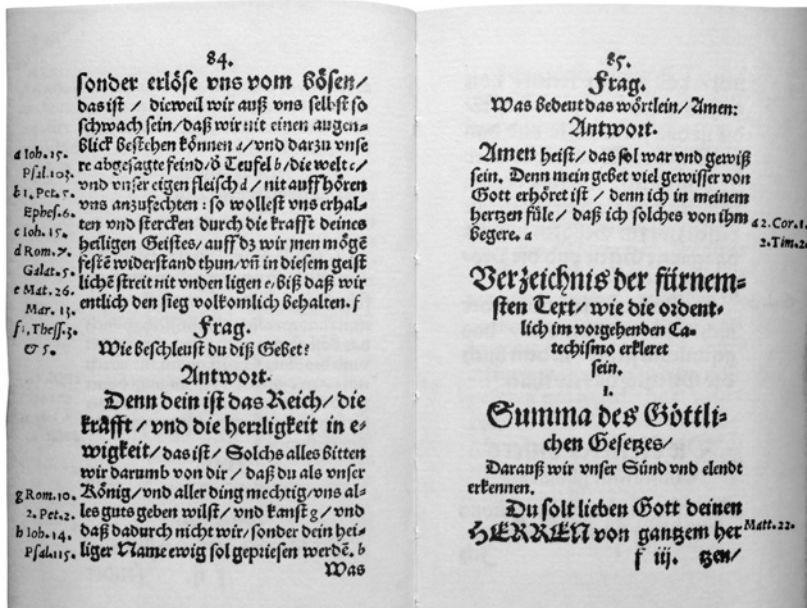 84.
sonder erlöse vns vom bösen/
das ist / dieweil wir auß vns selbst so
schwach sein/daß wir nit einen augen=
blick bestehen können a/vnd darzu vnse
re abgesagte feind/d̕ Teufel b/die welt c/
vnd vnser eigen fleisch d/ nit auffhören
vns anzufechten : so wollest vns erhal=
ten vnd stercken durch die krafft deines
heiligen Geistes/auff dz wir jnen mögẽ
festẽ widerstand thun/vñ in diesem geist
lichẽ streit nit vnden ligen e/biß daß wir
entlich den sieg volkomlich behalten. f
Frag.
Wie beschleust du diß Gebet?
Antwort:
Denn dein ist das Reich/ die
kräfft/ vnd die herrligkeit in e=
wigkeit/das ist/ Solchs alles bitten
wir darumb von dir / daß du als vnser
König/vnd aller ding mechtig/vns al=
les guts geben wilst/ vnd kanst g/ vnd
daß dadurch nicht wir/sonder dein hei=
liger Name ewig sol gepriesen werdẽ. h
Was
a Ioh. 15.
Psal. 103.
b 1. Pet. 5.
Ephes. 6.
c Ioh. 15.
d Rom. 7.
Galat. 5.
e Mat. 26.
Mar. 13.
f 1. Thess. 3.
& 5.
g Rom. 10.
2. Pet. 2.
h Ioh. 14.
Psal. 115.
85.
Frag.
Was bedeut das wörtlein/ Amen:
Antwort.
Amen heist/ das sol war vnd gewiß
sein. Denn mein gebet viel gewisser von
Gott erhöret ist / denn ich in meinem
hertzen füle/ daß ich solches von ihm
begere. a
a 2. Cor. 1.
2. Tim. 2.
Verzeichnis der fürnem=
sten Text/ wie die ordent=
lich im vorgehenden Ca=
techismo erkleret
sein.
1.
Summa des Göttli=
chen Gesetzes/
Darauß wir vnser Sünd vnd elendt
erkennen.
Du solt lieben Gott deinen
HERREN von gantzem her
Matt. 22.
f iij. tzen/